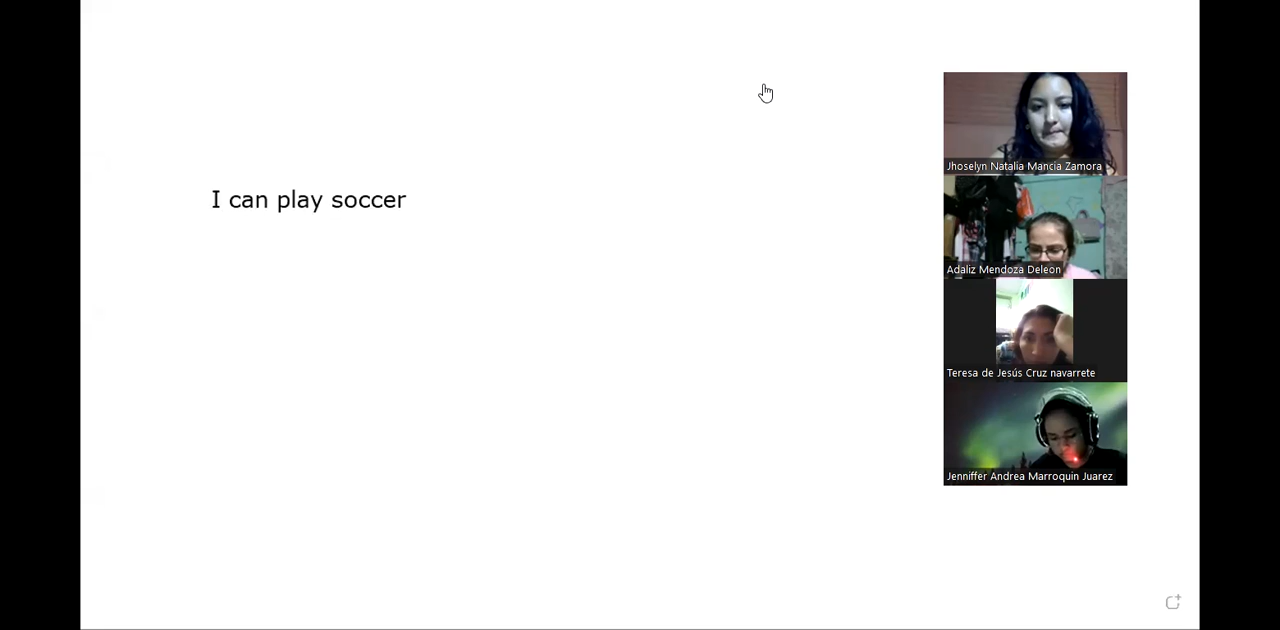 I can play soccer
Jhoselyn Natalia Mancia Zamora
Adaliz Mendoza Deleon
Teresa de Jesús Cruz navarrete
Jenniffer Andrea Marroquin Juarez